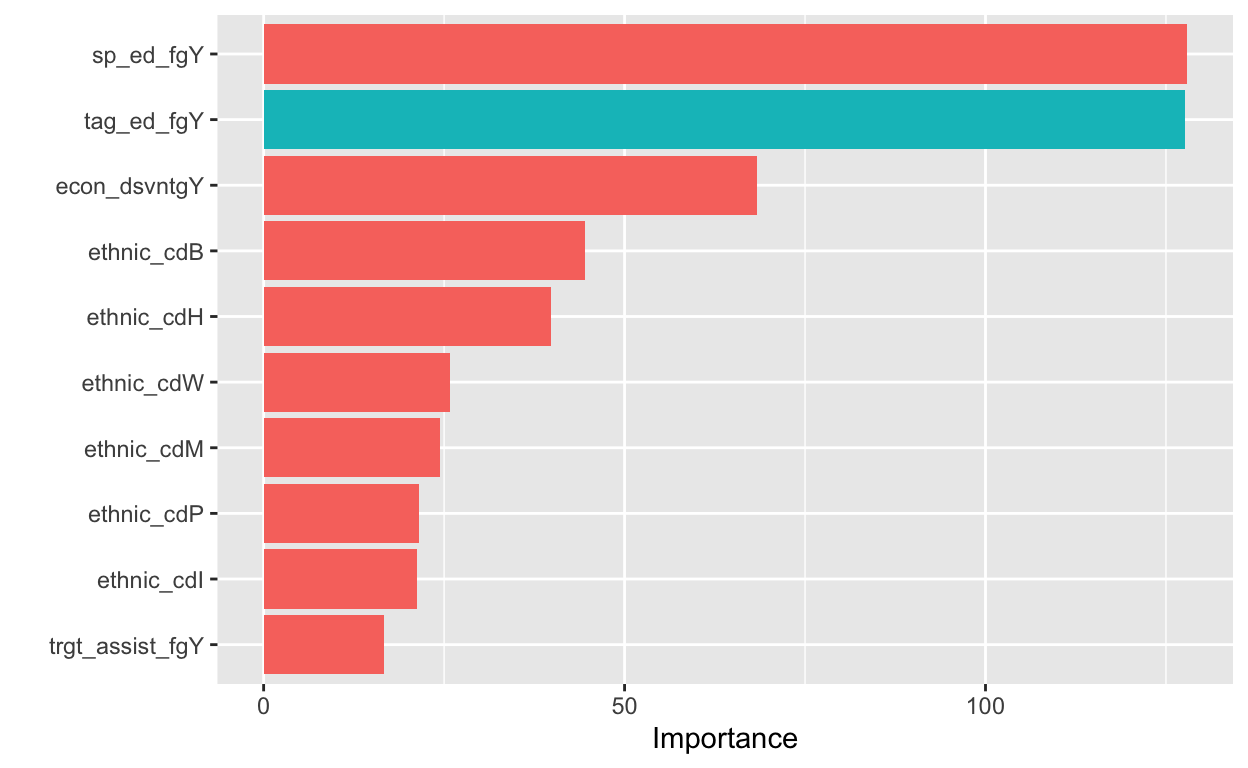 sp_ed_fgY
tag_ed_fgY
econ_dsvntgY
ethnic_cdB
ethnic_cdH
ethnic_cdW
ethnic_cdM
ethnic_cdP
ethnic_cdI
trgt_assist_fgY
0 50 100
Importance